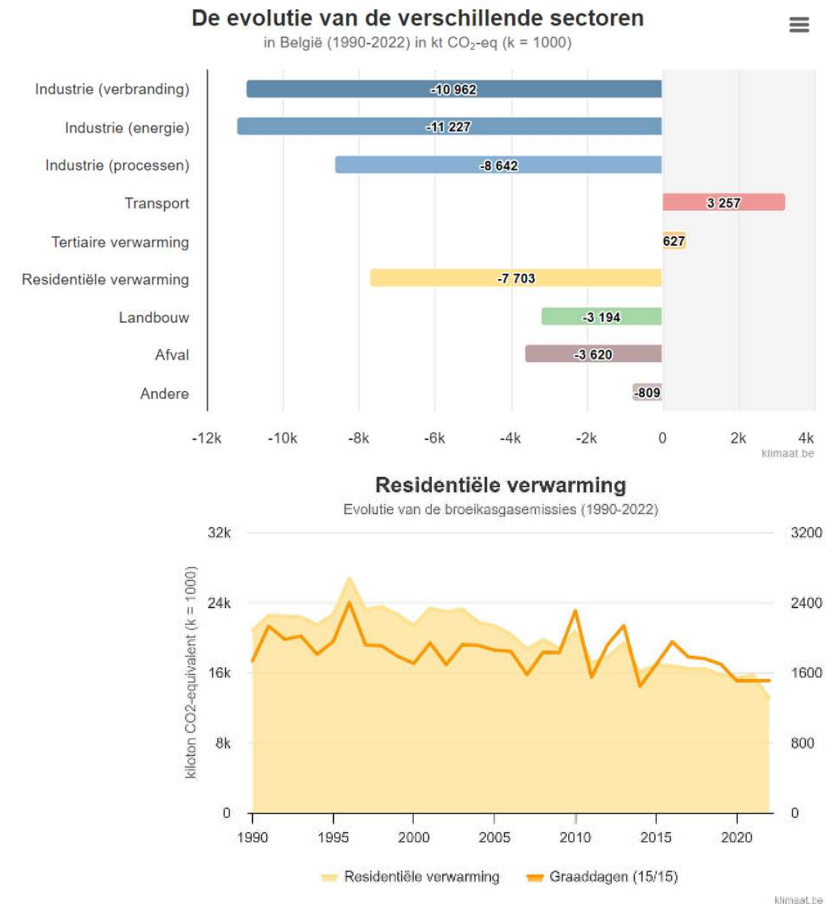 De evolutie van de verschillende sectoren
in België (1990-2022) in kt CO₂-eq (k = 1000)
Industrie (verbranding)
-10 962
Industrie (energie)
-11 227
Industrie (processen)
-8 642
Transport
3 257
Tertiaire verwarming
627
Residentiële verwarming
-7 703
Landbouw
-3 194
Afval
-3 620
Andere
-809
-12k -10k -8k -6k -4k -2k 0 2k 4k
klimaat.be
Residentiële verwarming
Evolutie van de broeikasgasemissies (1990-2022)
kiloton CO2-equivalent (k = 1000)
32k 3200
24k 2400
16k 1600
8k 800
0 0
1990 1995 2000 2005 2010 2015 2020
Residentiële verwarming Graaddagen (15/15)
klimaat.be